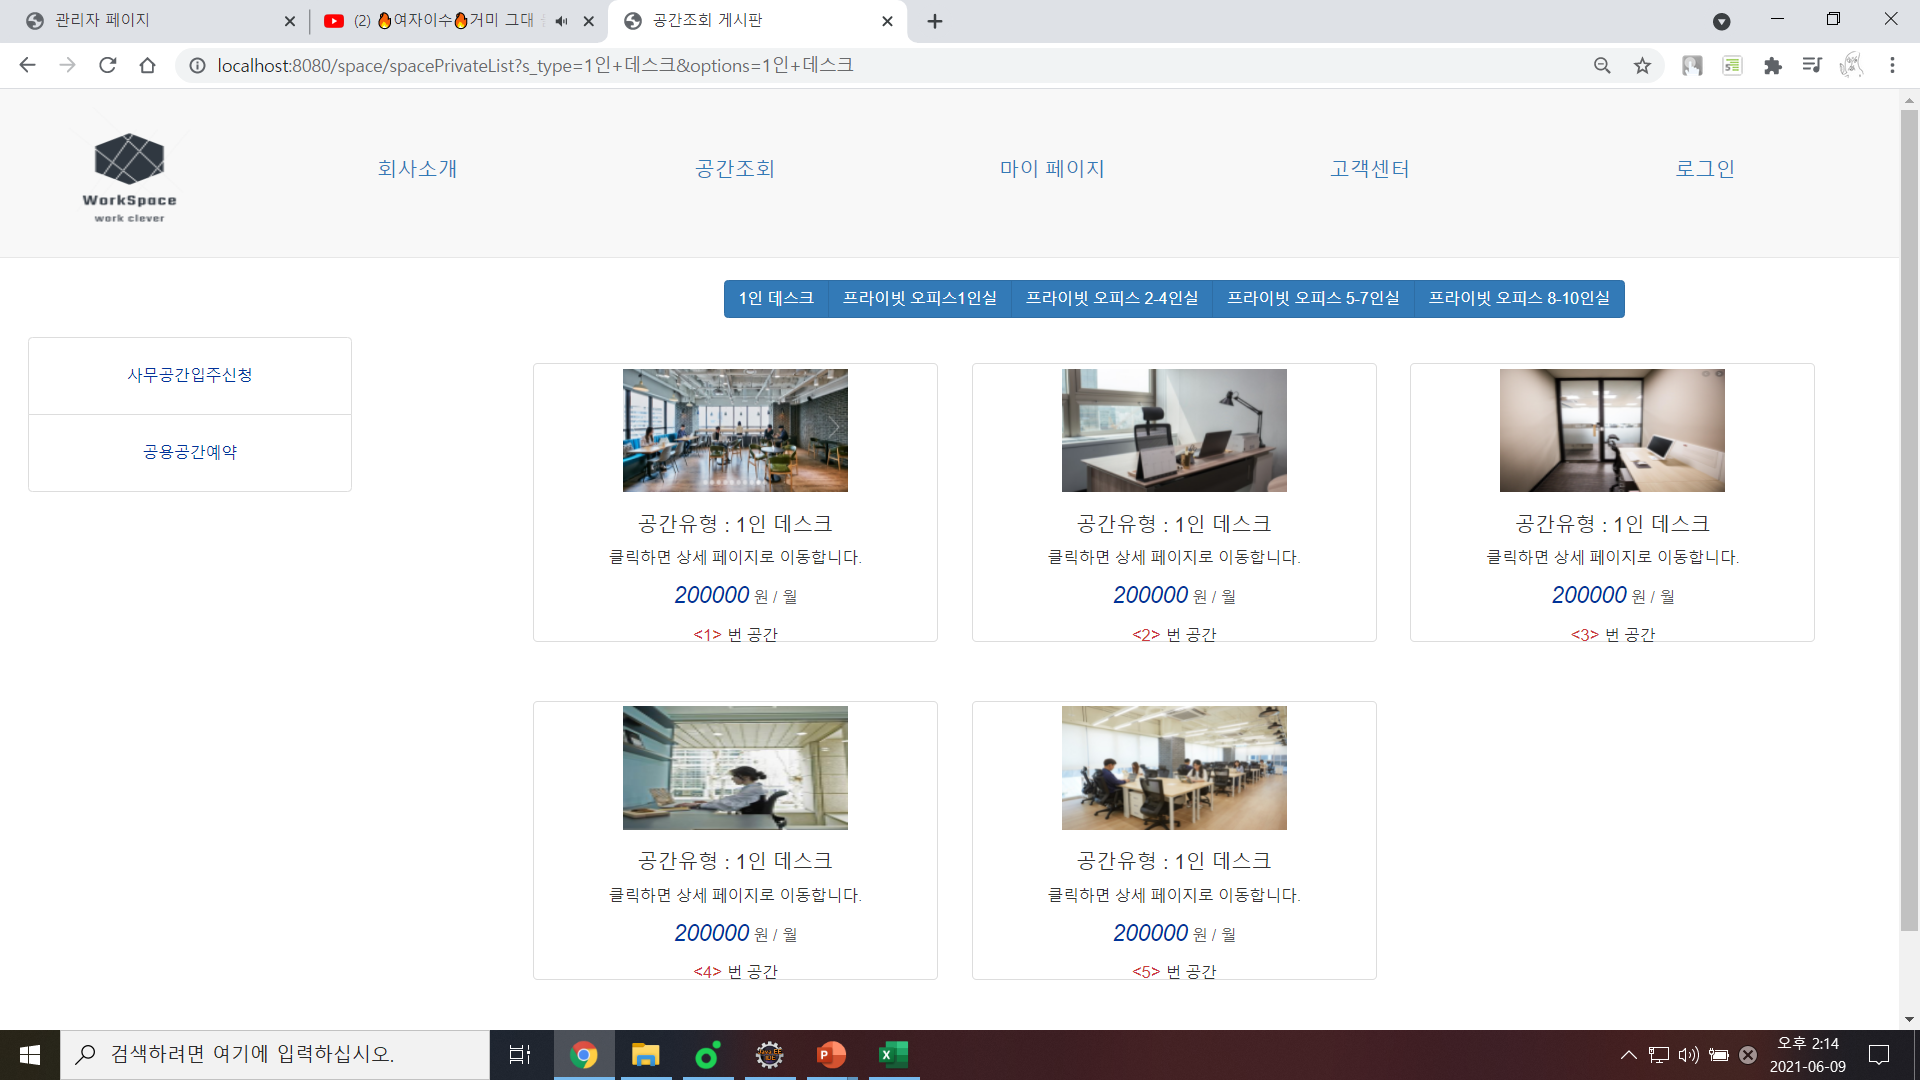 관리자 페이지
(2) 🔥여자이수🔥거미 그대
공간조회 게시판
localhost:8080/space/spacePrivateList?s_type=1인+데스크&options=1인+데스크
WorkSpace
work clever
회사소개
공간조회
마이 페이지
고객센터
로그인
1인 데스크
프라이빗 오피스1인실
프라이빗 오피스 2-4인실
프라이빗 오피스 5-7인실
프라이빗 오피스 8-10인실
사무공간입주신청
공용공간예약
공간유형 : 1인 데스크
클릭하면 상세 페이지로 이동합니다.
200000 원 / 월
<1> 번 공간
공간유형 : 1인 데스크
클릭하면 상세 페이지로 이동합니다.
200000 원 / 월
<2> 번 공간
공간유형 : 1인 데스크
클릭하면 상세 페이지로 이동합니다.
200000 원 / 월
<3> 번 공간
공간유형 : 1인 데스크
클릭하면 상세 페이지로 이동합니다.
200000 원 / 월
<4> 번 공간
공간유형 : 1인 데스크
클릭하면 상세 페이지로 이동합니다.
200000 원 / 월
<5> 번 공간
검색하려면 여기에 입력하십시오.
오후 2:14
2021-06-09